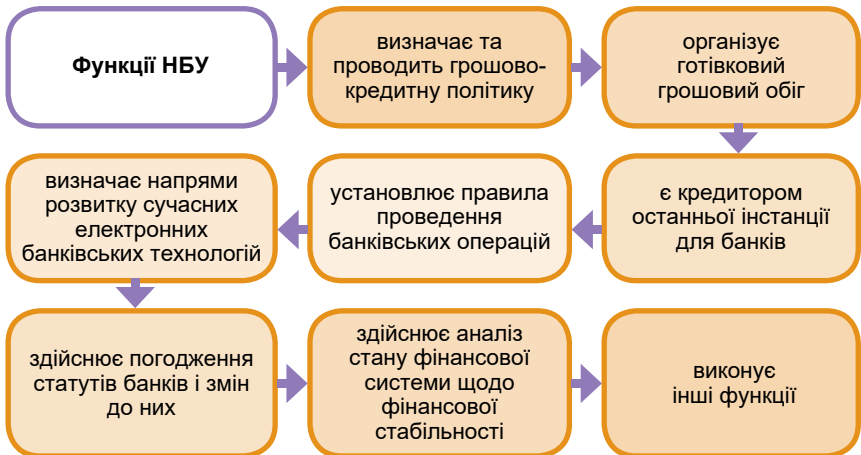 Функції НБУ
визначає та
проводить грошово-
кредитну політику
організує
готівковий
грошовий обіг
є кредитором
останньої інстанції
для банків
установлює правила
проведення
банківських операцій
визначає напрями
розвитку сучасних
електронних
банківських технологій
здійснює погодження
статутів банків і змін
до них
здійснює аналіз
стану фінансової
системи щодо
фінансової
стабільності
виконує
інші функції